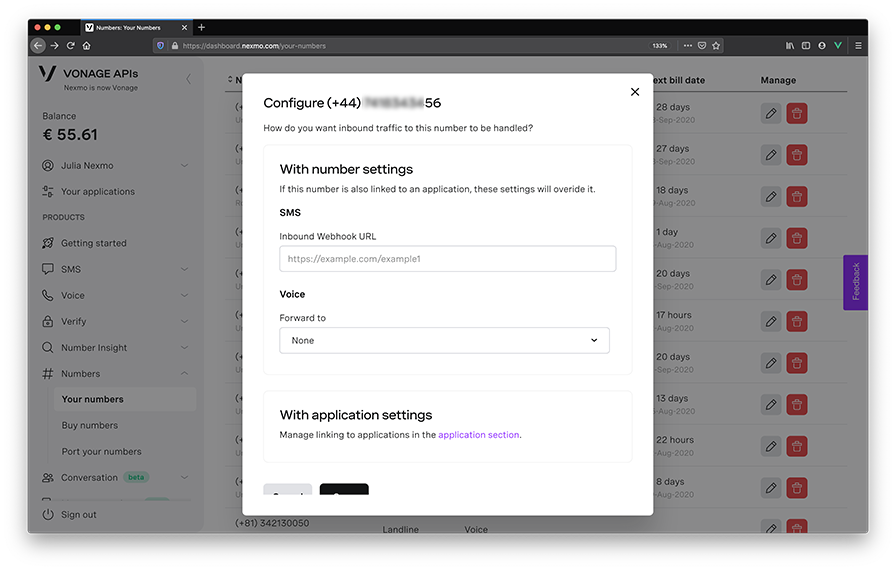 Numbers: Your Numbers
https://dashboard.nexmo.com/your-numbers
133%
VONAGE APIs
Nexmo is now Vonage
Balance
€ 55.61
Julia Nexmo
Your applications
PRODUCTS
Getting started
SMS
Voice
Verify
Number Insight
Numbers
Your numbers
Buy numbers
Port your numbers
Conversation beta
Sign out
Configure (+44) 56
How do you want inbound traffic to this number to be handled?
With number settings
If this number is also linked to an application, these settings will overide it.
SMS
Inbound Webhook URL
https://example.com/example1
Voice
Forward to
None
With application settings
Manage linking to applications in the application section.
(+81) 342130050
Landline Voice
ext bill date Manage
28 days
-Sep-2020
27 days
-Sep-2020
18 days
-Aug-2020
1 day
-Aug-2020
20 days
-Sep-2020
17 hours
-Aug-2020
20 days
-Sep-2020
13 days
-Aug-2020
22 hours
-Aug-2020
8 days
-Aug-2020
Feedback